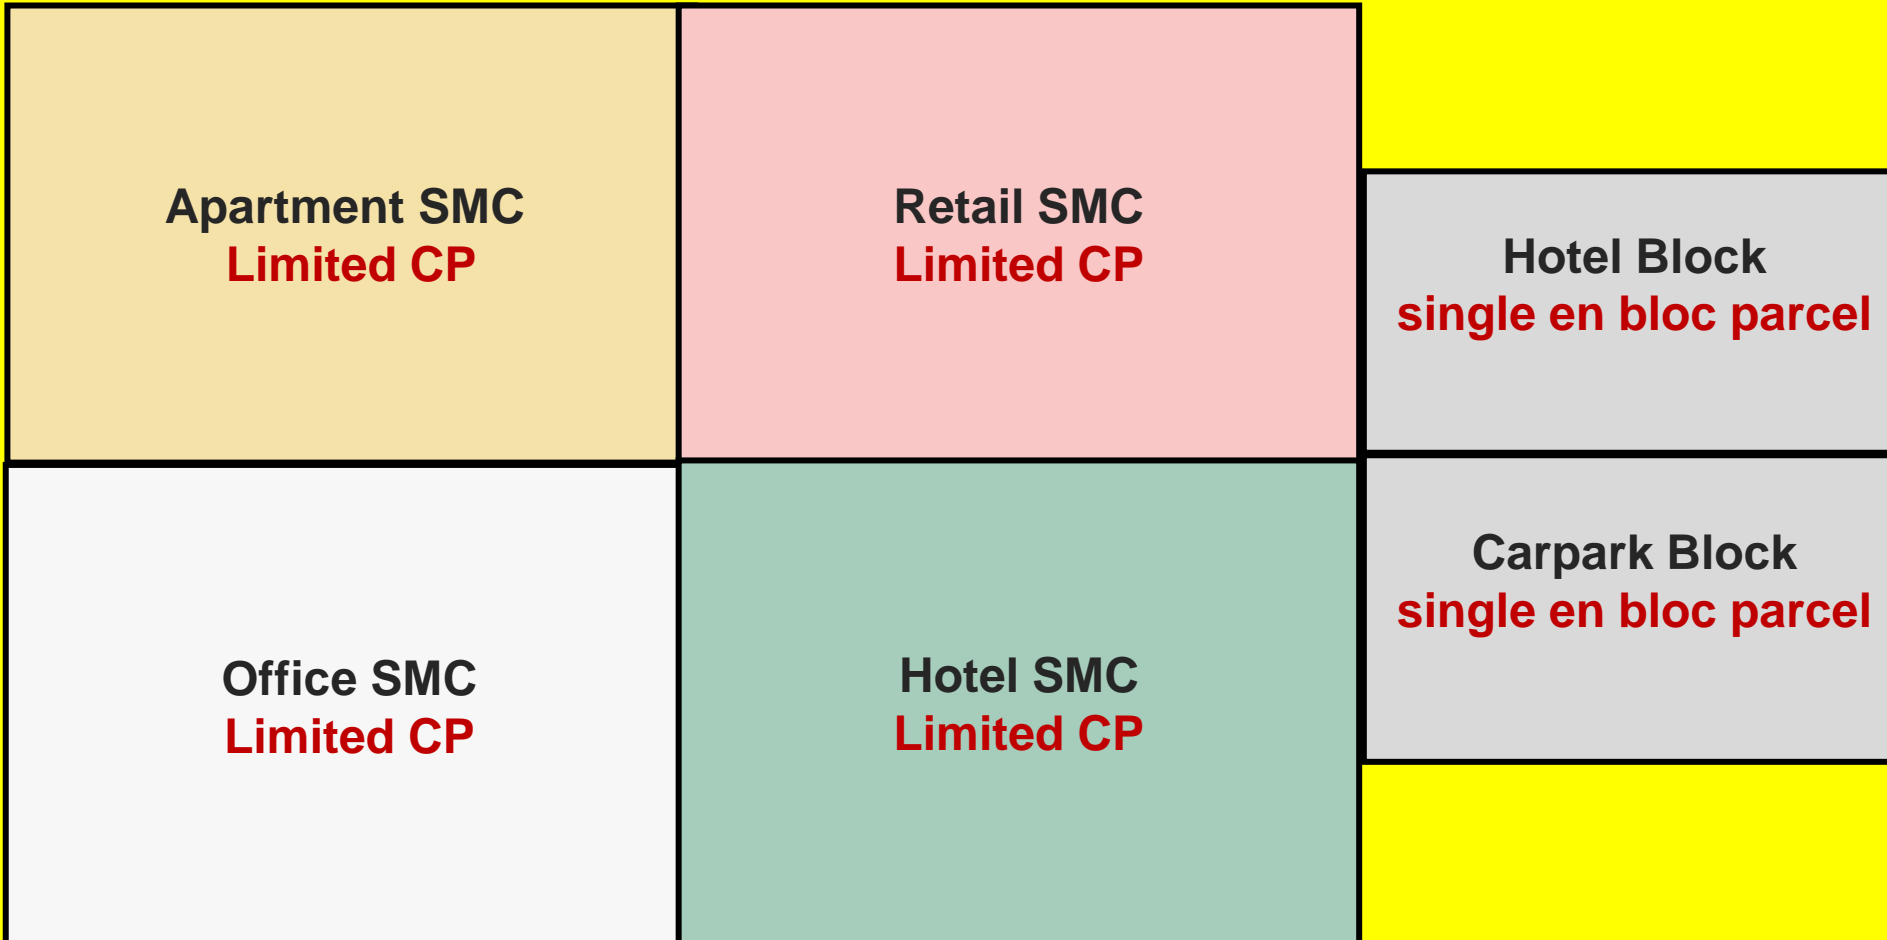 Apartment SMC
Limited CP
Retail SMC
Limited CP
Hotel Block
single en bloc parcel
Carpark Block
single en bloc parcel
Office SMC
Limited CP
Hotel SMC
Limited CP